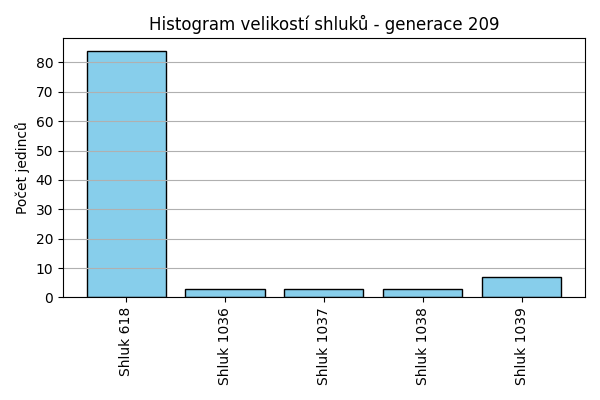 Histogram velikostí shluků - generace 209
Počet jedinců
80
70
60
50
40
30
20
10
0
Shluk 618
Shluk 1036
Shluk 1037
Shluk 1038
Shluk 1039